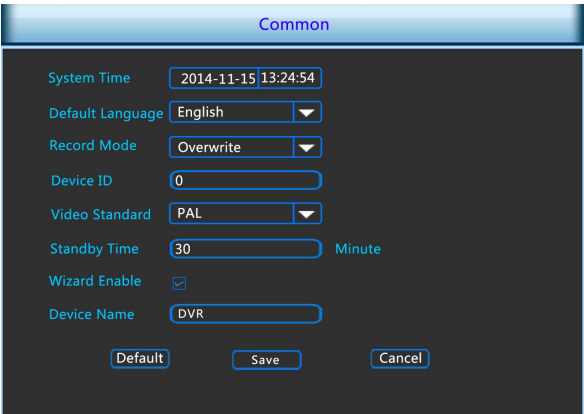 Common
System Time 2014-11-15 13:24:54
Default Language English
Record Mode Overwrite
Device ID 0
Video Standard PAL
Standby Time 30 Minute
Wizard Enable
Device Name DVR
Default Save Cancel